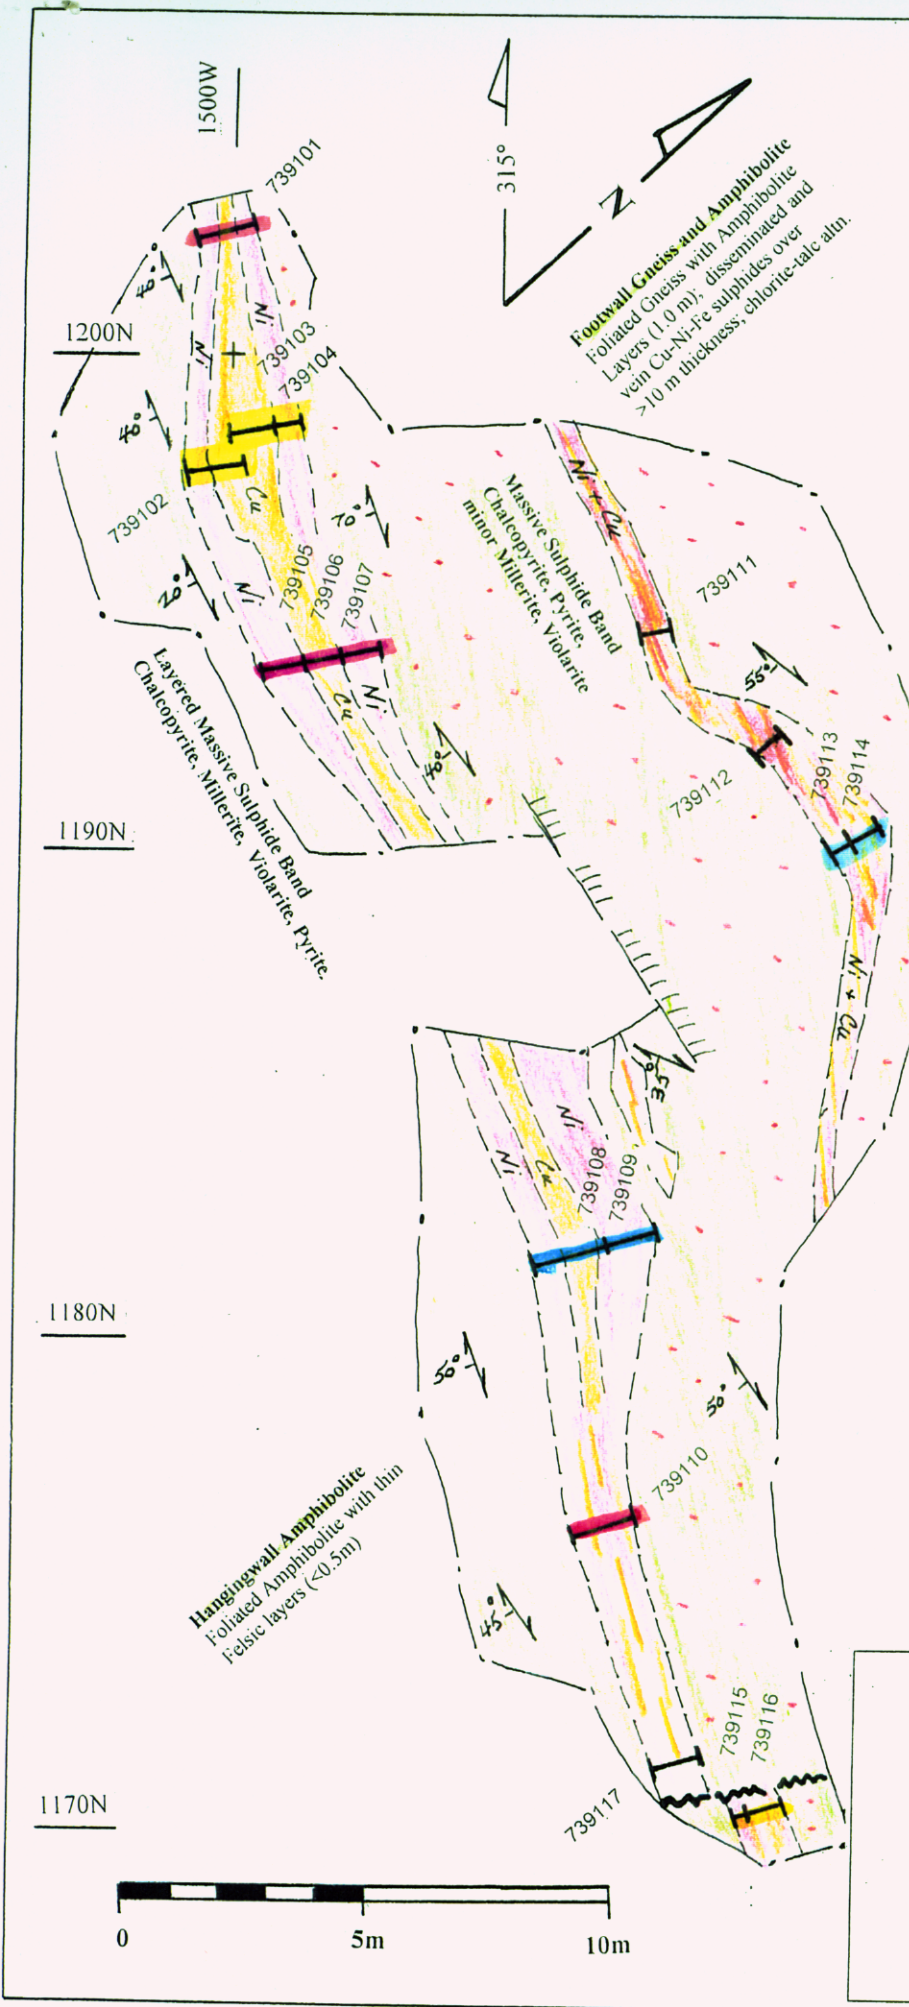 1500W
739101
315°
N
Footwall Gneiss and Amphibolite
Foliated Gneiss with Amphibolite
Layers (1.0 m); disseminated and
vein Cu-Ni-Fe sulphides over
>10 m thickness; chlorite-talc altn.
40°
Ni
1200N
Ni
739103
739104
40°
739102
Cu
70°
Ni + Cu
Massive Sulphide Band
Chalcopyrite, Pyrite,
minor Millerite, Violarite
739111
70°
Ni
739105
739106
739107
Layered Massive Sulphide Band
Chalcopyrite, Millerite, Violarite, Pyrite.
Cu
Ni
55°
739112
739113
739114
1190N
Ni + Cu
Ni
Ni
Cu
739108
739109
1180N
50°
50°
739110
Hangingwall Amphibolite
Foliated Amphibolite with thin
Felsic layers (<0.5m)
45°
739115
739116
1170N
739117
0
5m
10m